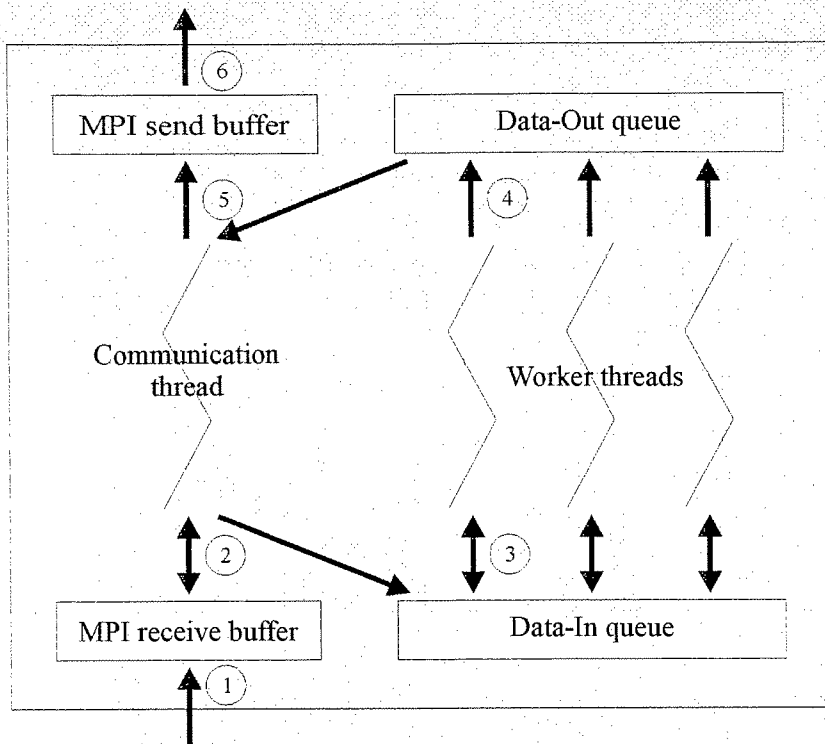 6
MPI send buffer
Data-Out queue
5
4
Communication
thread
Worker threads
2
3
MPI receive buffer
Data-In queue
1